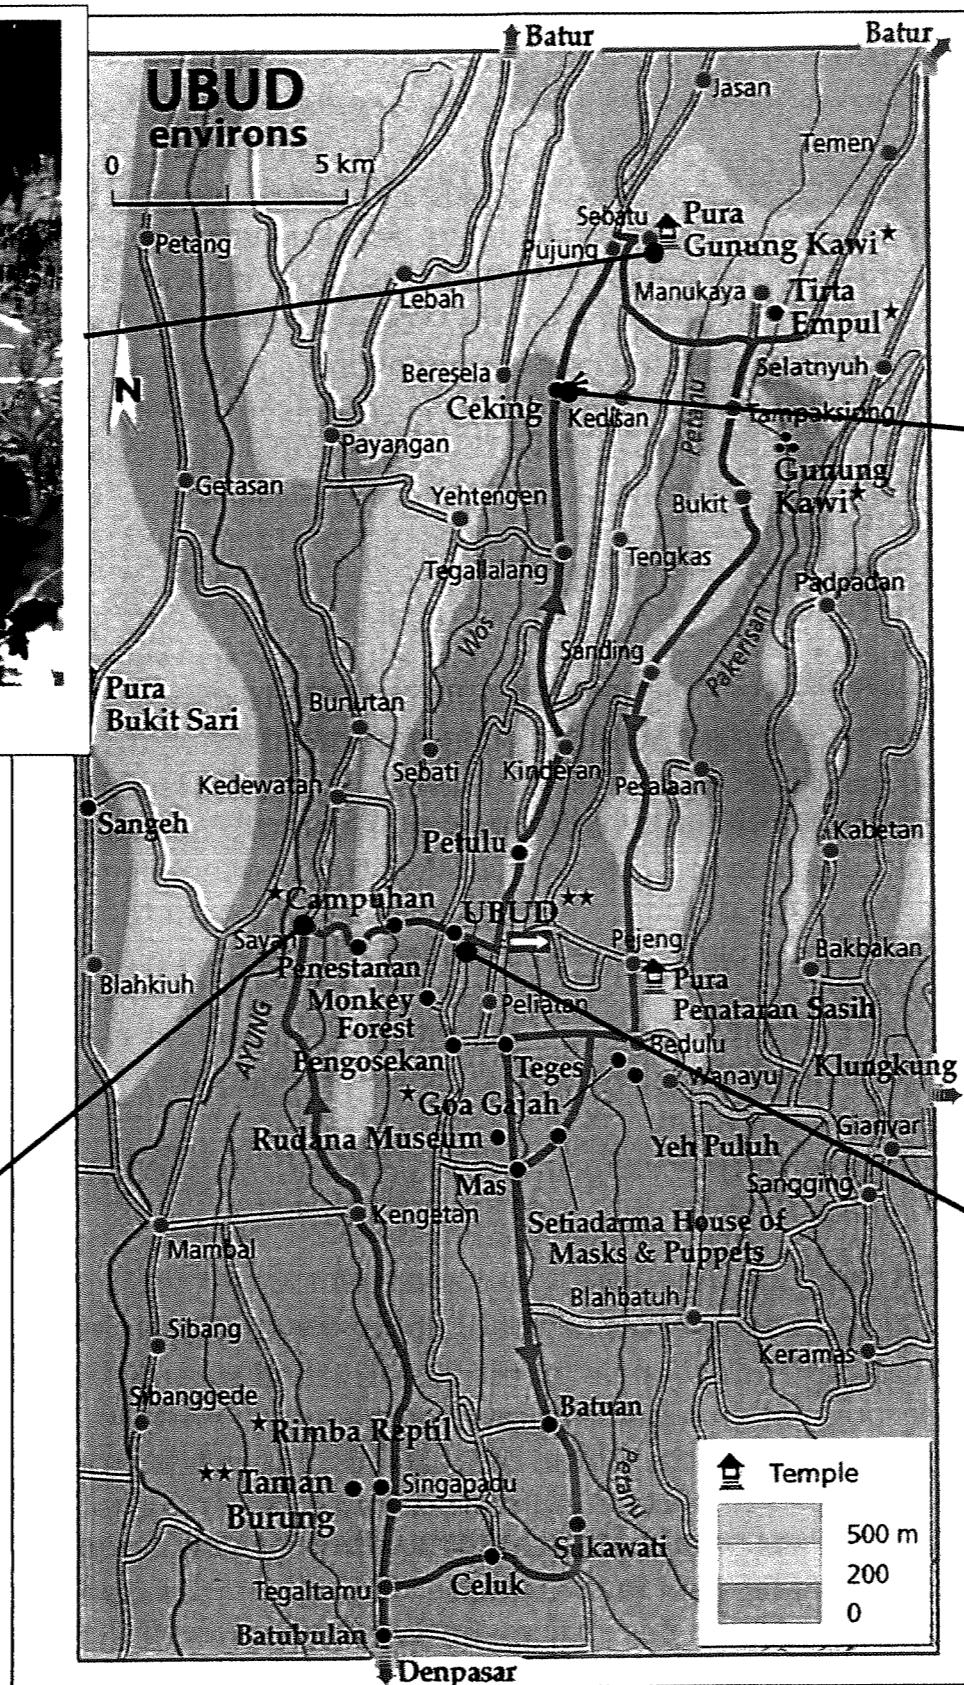 Batur
Batur
UBUD
environs
0 5 km
Jasan
Temen
Petang
Sebatu
Pura
Gunung Kawi★
Pujung
Lebah
Manukaya
Tirta
Empul★
N
Beresela
Selatnyuh
Ceking
Kedisan
Petanu
Tampaksiring
Payangan
Gunung
Kawi★
Getasan
Yehtengen
Bukit
Tegallalang
Tengkas
Padpadan
Wos
Sanding
Pakerisan
Pura
Bukit Sari
Bunutan
Sebati
Kinderan
Pesalaan
Kedewatan
Sangeh
Petulu
Kabetan
★Campuhan
UBUD★★
Sayan
Penestanan
Pejeng
Bakbakan
Blahkiuh
Pura
Penataran Sasih
Monkey
Forest
Peliatan
AYUNG
Pengosekan
Teges
Bedulu
Klungkung
Wanayu
★Goa Gajah
Gianyar
Rudana Museum
Yeh Puluh
Mas
Sangging
Kengetan
Setiadarma House of
Masks & Puppets
Mambal
Blahbatuh
Sibang
Keramas
Sibanggede
Batuan
★Rimba Reptil
Petanu
★★Taman
Burung
Singapadu
Sukawati
Celuk
Tegaltamu
Batubulan
Denpasar
Temple
500 m
200
0